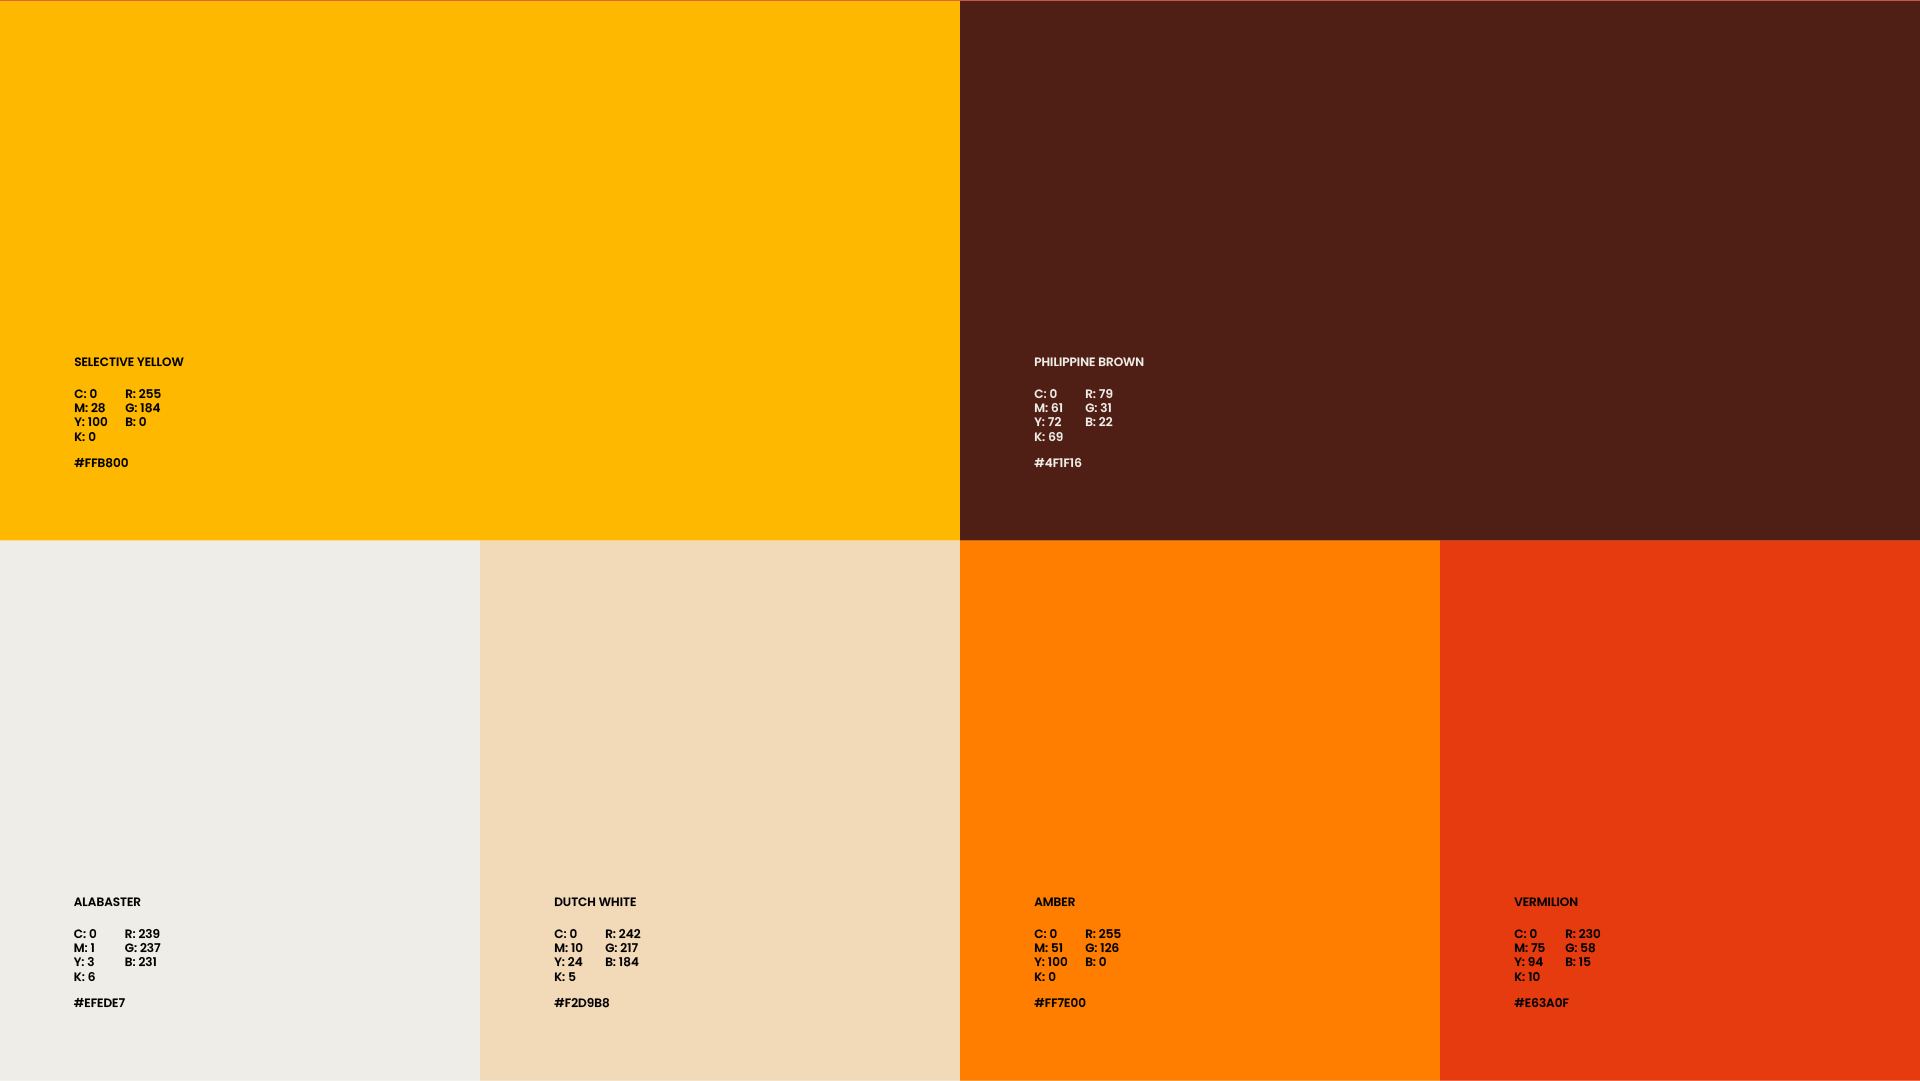 SELECTIVE YELLOW
C: 0 R: 255
M: 28 G: 184
Y: 100 B: 0
K: 0
#FFB800
PHILIPPINE BROWN
C: 0 R: 79
M: 61 G: 31
Y: 72 B: 22
K: 69
#4F1F16
ALABASTER
C: 0 R: 239
M: 1 G: 237
Y: 3 B: 231
K: 6
#EFEDE7
DUTCH WHITE
C: 0 R: 242
M: 10 G: 217
Y: 24 B: 184
K: 5
#F2D9B8
AMBER
C: 0 R: 255
M: 51 G: 126
Y: 100 B: 0
K: 0
#FF7E00
VERMILION
C: 0 R: 230
M: 75 G: 58
Y: 94 B: 15
K: 10
#E63A0F